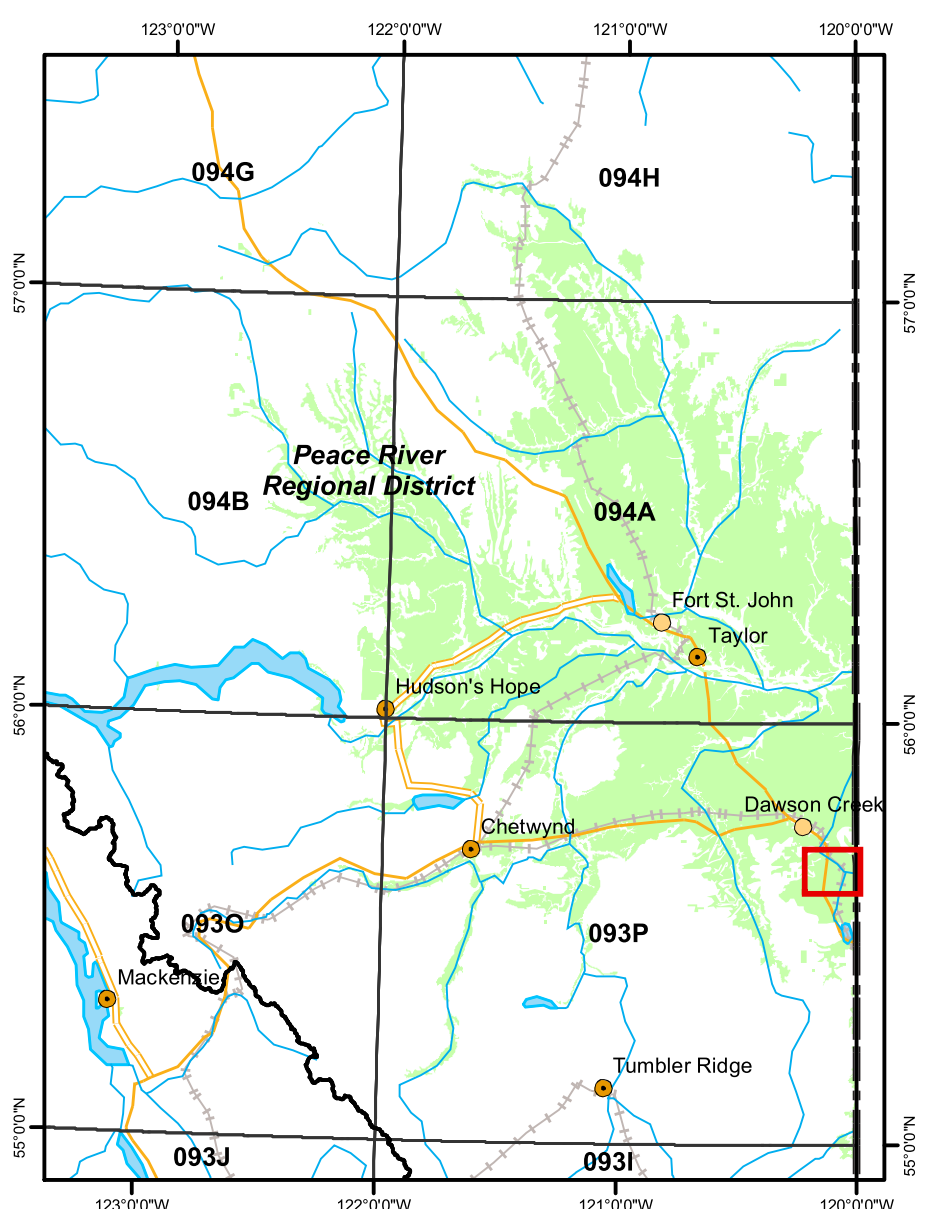 123°0'0"W 122°0'0"W 121°0'0"W 120°0'0"W
094G
094H
57°0'0"N
57°0'0"N
Peace River
Regional District
094B
094A
Fort St. John
Taylor
Hudson's Hope
56°0'0"N
56°0'0"N
Dawson Creek
Chetwynd
093O
093P
Mackenzie
Tumbler Ridge
55°0'0"N
55°0'0"N
093J
093I
123°0'0"W 122°0'0"W 121°0'0"W 120°0'0"W